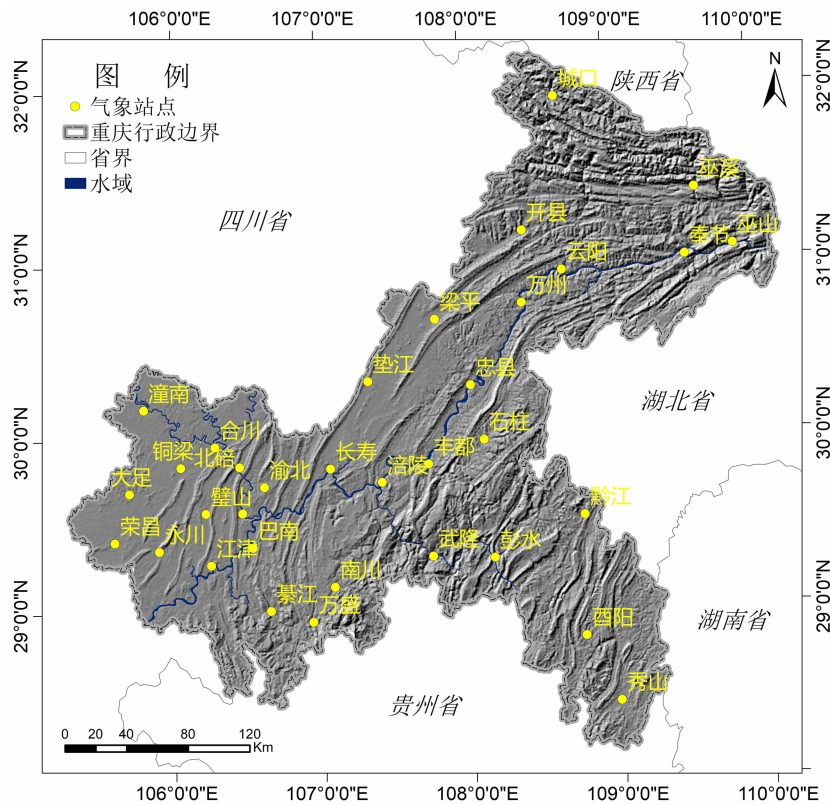 106°0'0"E 107°0'0"E 108°0'0"E 109°0'0"E 110°0'0"E
图 例
气象站点
重庆行政边界
省界
水域
N
城口
陕西省
32°0'0"N
32°0'0"N
巫溪
四川省
开县
奉节
巫山
云阳
31°0'0"N
31°0'0"N
万州
梁平
垫江
忠县
湖北省
潼南
合川
石柱
30°0'0"N
30°0'0"N
铜梁
北碚
渝北
长寿
涪陵
丰都
大足
璧山
黔江
荣昌
永川
江津
巴南
武隆
彭水
南川
29°0'0"N
29°0'0"N
綦江
万盛
酉阳
湖南省
秀山
贵州省
0 20 40 80 120
Km
106°0'0"E 107°0'0"E 108°0'0"E 109°0'0"E 110°0'0"E